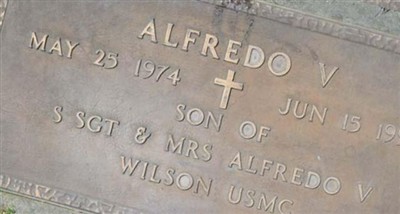 ALFREDO V
MAY 25 1974 JUN 15
SON OF
S SGT & MRS ALFREDO V
WILSON USMC